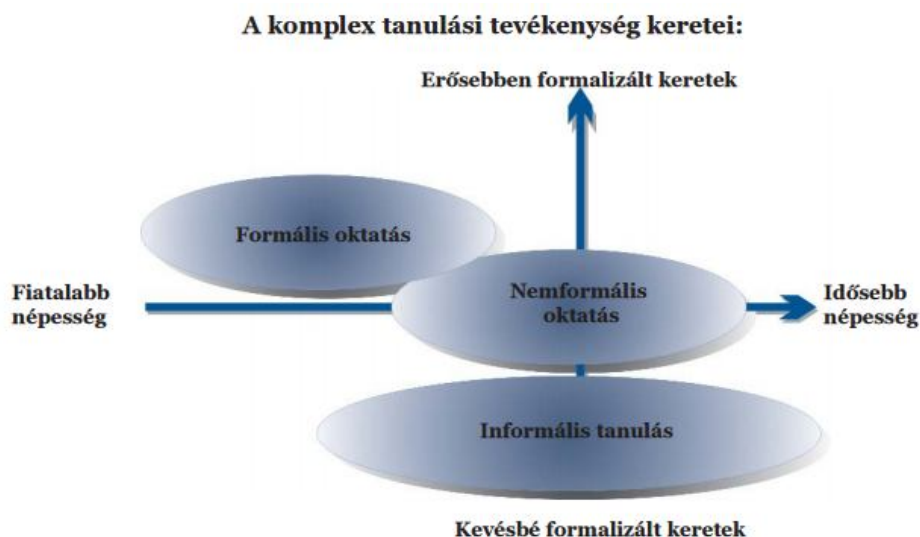 A komplex tanulási tevékenység keretei:
Erősebben formalizált keretek
Formális oktatás
Fiatalabb
népesség
Nemformális
oktatás
Idősebb
népesség
Informális tanulás
Kevésbé formalizált keretek